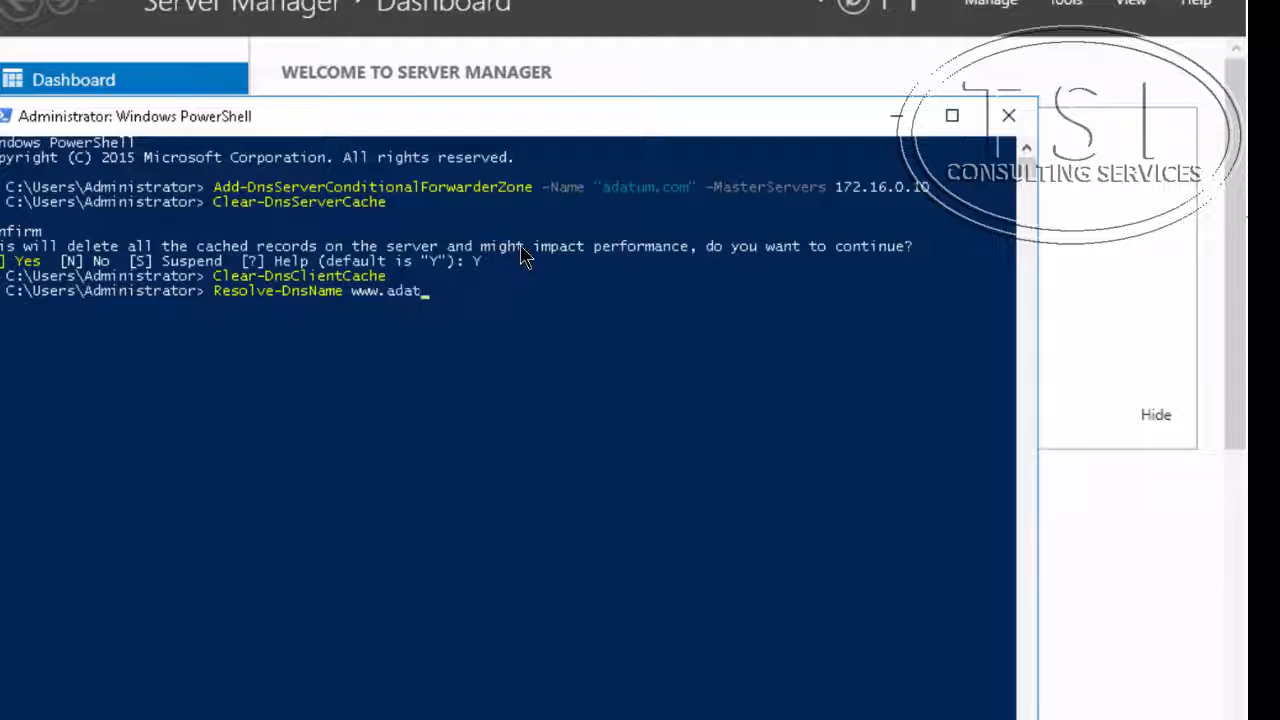 Server Manager • Dashboard
Manage Tools View Help
Dashboard
WELCOME TO SERVER MANAGER
TSI
CONSULTING SERVICES
Administrator: Windows PowerShell
ndows PowerShell
pyright (C) 2015 Microsoft Corporation. All rights reserved.
C:\Users\Administrator> Add-DnsServerConditionalForwarderZone -Name "adatum.com" -MasterServers 172.16.0.10
C:\Users\Administrator> Clear-DnsServerCache
nfirm
is will delete all the cached records on the server and might impact performance, do you want to continue?
] Yes [N] No [S] Suspend [?] Help (default is "Y"): Y
C:\Users\Administrator> Clear-DnsClientCache
C:\Users\Administrator> Resolve-DnsName www.adat_
Hide